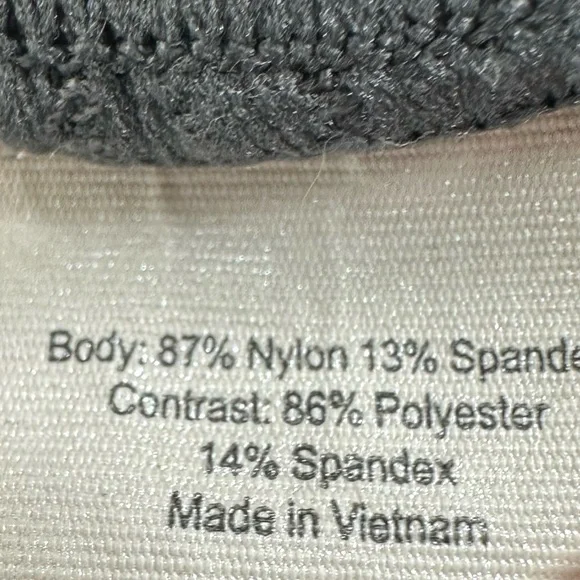 Body: 87% Nylon 13% Spande
Contrast: 86% Polyester
14% Spandex
Made in Vietnam